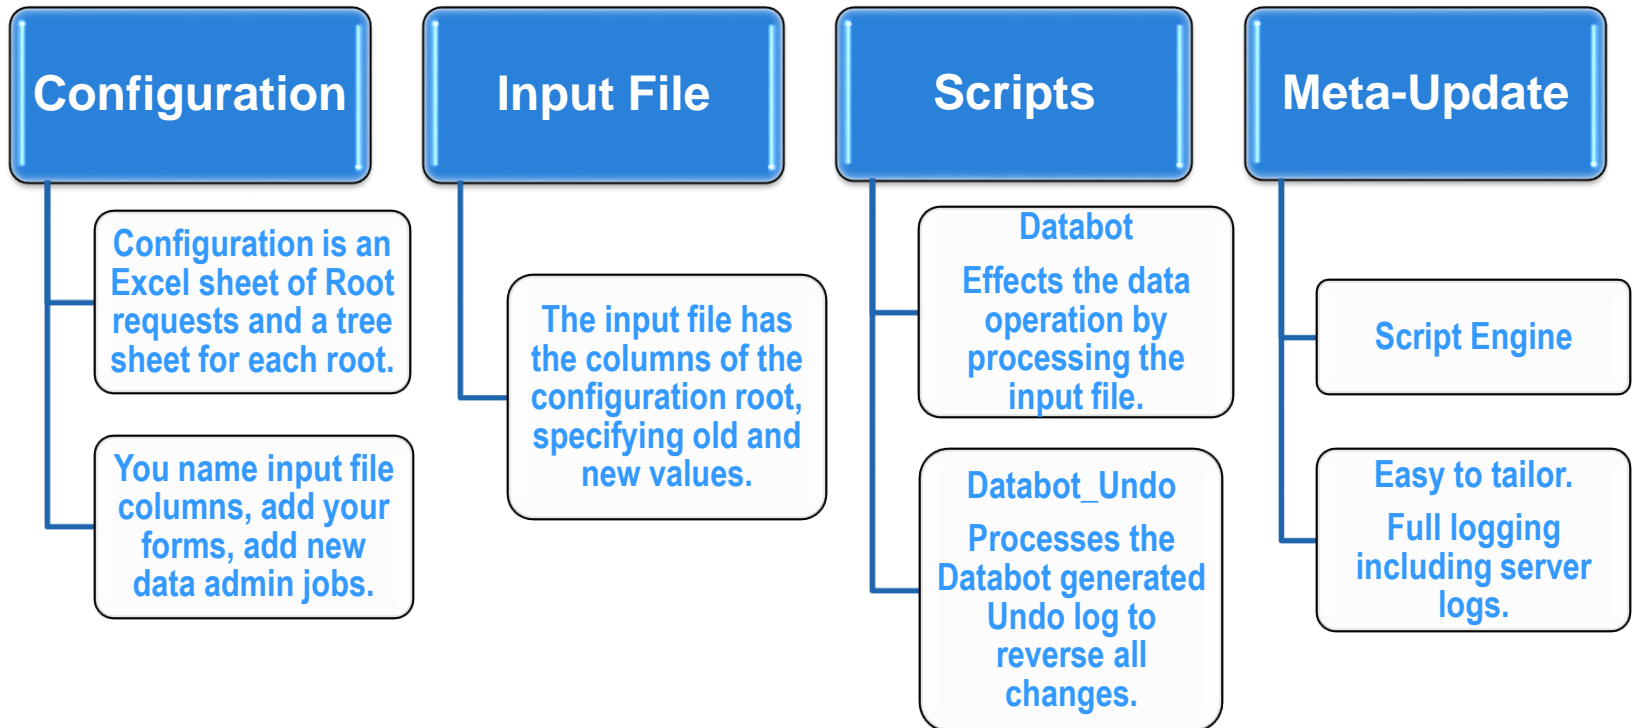 Configuration
Configuration is an
Excel sheet of Root
requests and a tree
sheet for each root.
You name input file
columns, add your
forms, add new
data admin jobs.
Input File
The input file has
the columns of the
configuration root,
specifying old and
new values.
Scripts
Databot
Effects the data
operation by
processing the
input file.
Databot_Undo
Processes the
Databot generated
Undo log to
reverse all
changes.
Meta-Update
Script Engine
Easy to tailor.
Full logging
including server
logs.